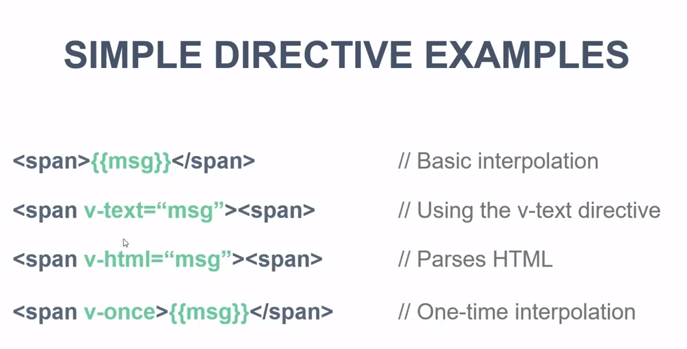 SIMPLE DIRECTIVE EXAMPLES
<span>{{msg}}</span> // Basic interpolation
<span v-text=“msg”><span> // Using the v-text directive
<span v-html=“msg”><span> // Parses HTML
<span v-once>{{msg}}</span> // One-time interpolation